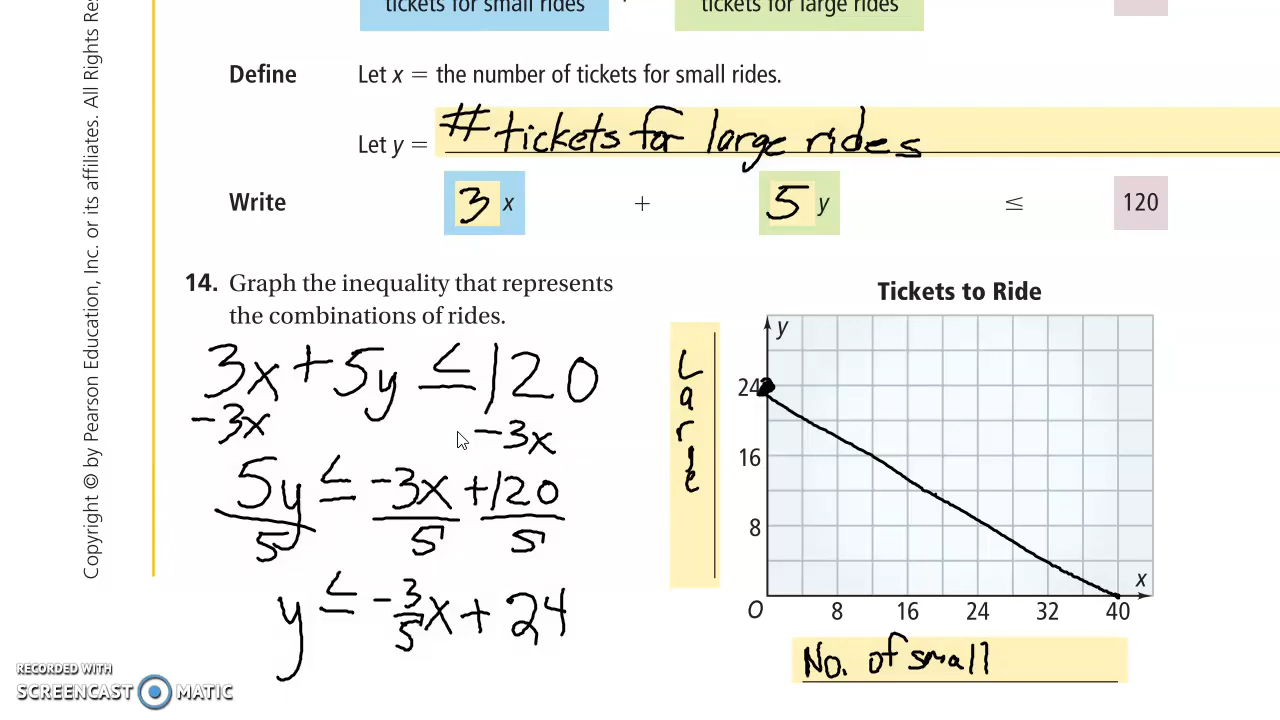 tickets for small rides
tickets for large rides
Define Let x = the number of tickets for small rides.
Let y = # tickets for large rides
Write 3 x + 5 y ≤ 120
14. Graph the inequality that represents
the combinations of rides.
3x + 5y ≤ 120
-3x -3x
5y ≤ -3x + 120
5 5 5
y ≤ -3/5 x + 24
Tickets to Ride
y
24
16
8
O 8 16 24 32 40
x
Large
No. of small
Copyright © by Pearson Education, Inc. or its affiliates. All Rights Res
RECORDED WITH
SCREENCAST MATIC